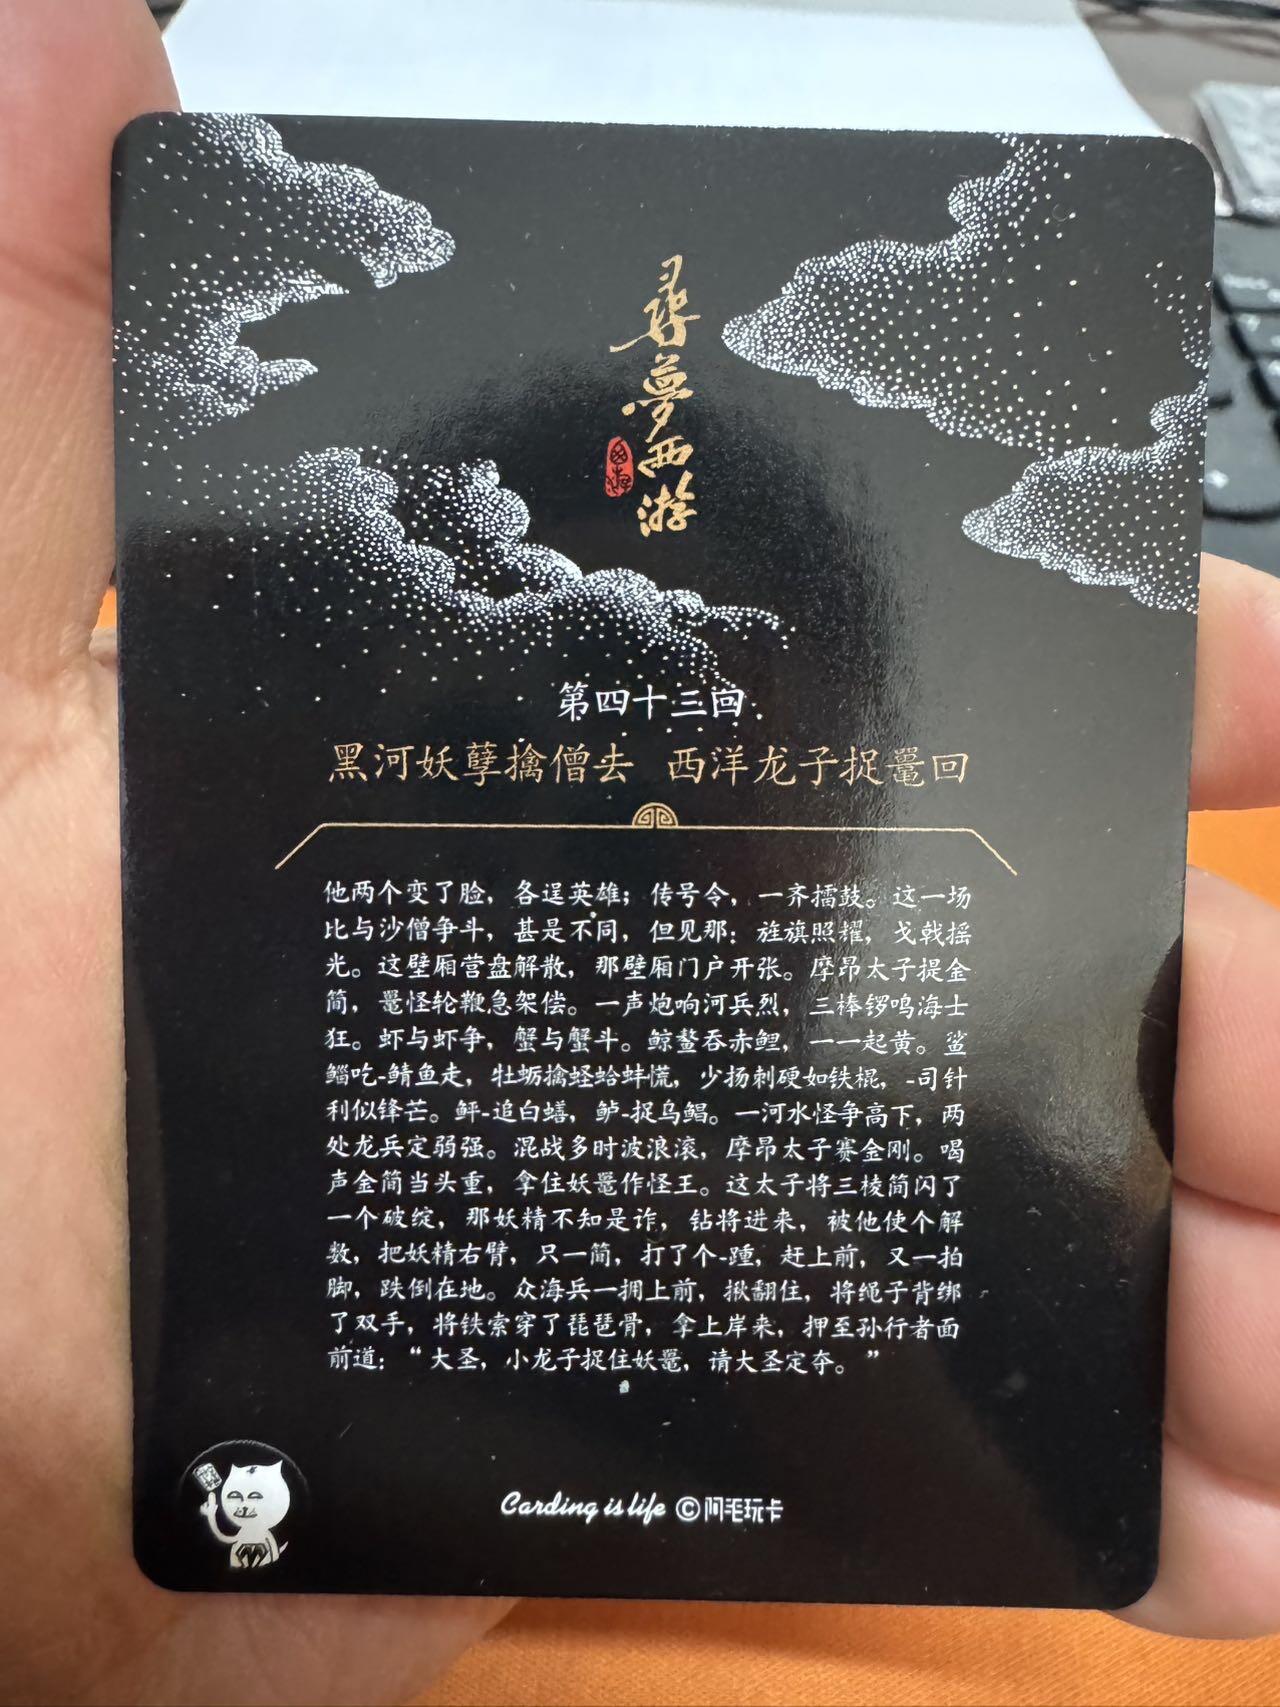 尋夢西游
西游
第四十三回
黑河妖孽擒僧去 西洋龙子捉鼍回
他两个变了脸，各逞英雄；传号令，一齐擂鼓。这一场
比与沙僧争斗，甚是不同，但见那：旌旗照耀，戈戟摇
光。这壁厢营盘解散，那壁厢门户开张。摩昂太子提金
简，鼍怪轮鞭急架偿。一声炮响河兵烈，三棒锣鸣海士
狂。虾与虾争，蟹与蟹斗。鲸鳌吞赤鲤，一一起黄。鲨
鲻吃-鲭鱼走，牡蛎擒蛏蛤蚌慌，少扬刺硬如铁棍，-司针
利似锋芒。鲆-追白蟮，鲈-捉乌鲳。一河水怪争高下，两
处龙兵定弱强。混战多时波浪滚，摩昂太子赛金刚。喝
声金简当头重，拿住妖鼍作怪王。这太子将三棱简闪了
一个破绽，那妖精不知是诈，钻将进来，被他使个解
数，把妖精右臂，只一简，打了个-踵，赶上前，又一拍
脚，跌倒在地。众海兵一拥上前，揪翻住，将绳子背绑
了双手，将铁索穿了琵琶骨，拿上岸来，押至孙行者面
前道：“大圣，小龙子捉住妖鼍，请大圣定夺。”
Carding is life ©阿毛玩卡